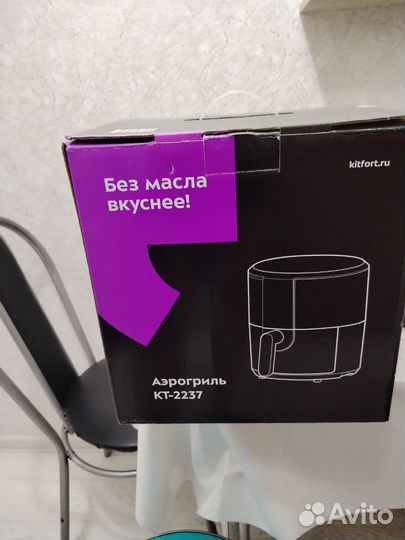 Без масла
вкуснее!
kitfort.ru
Аэрогриль
КТ-2237
Avito